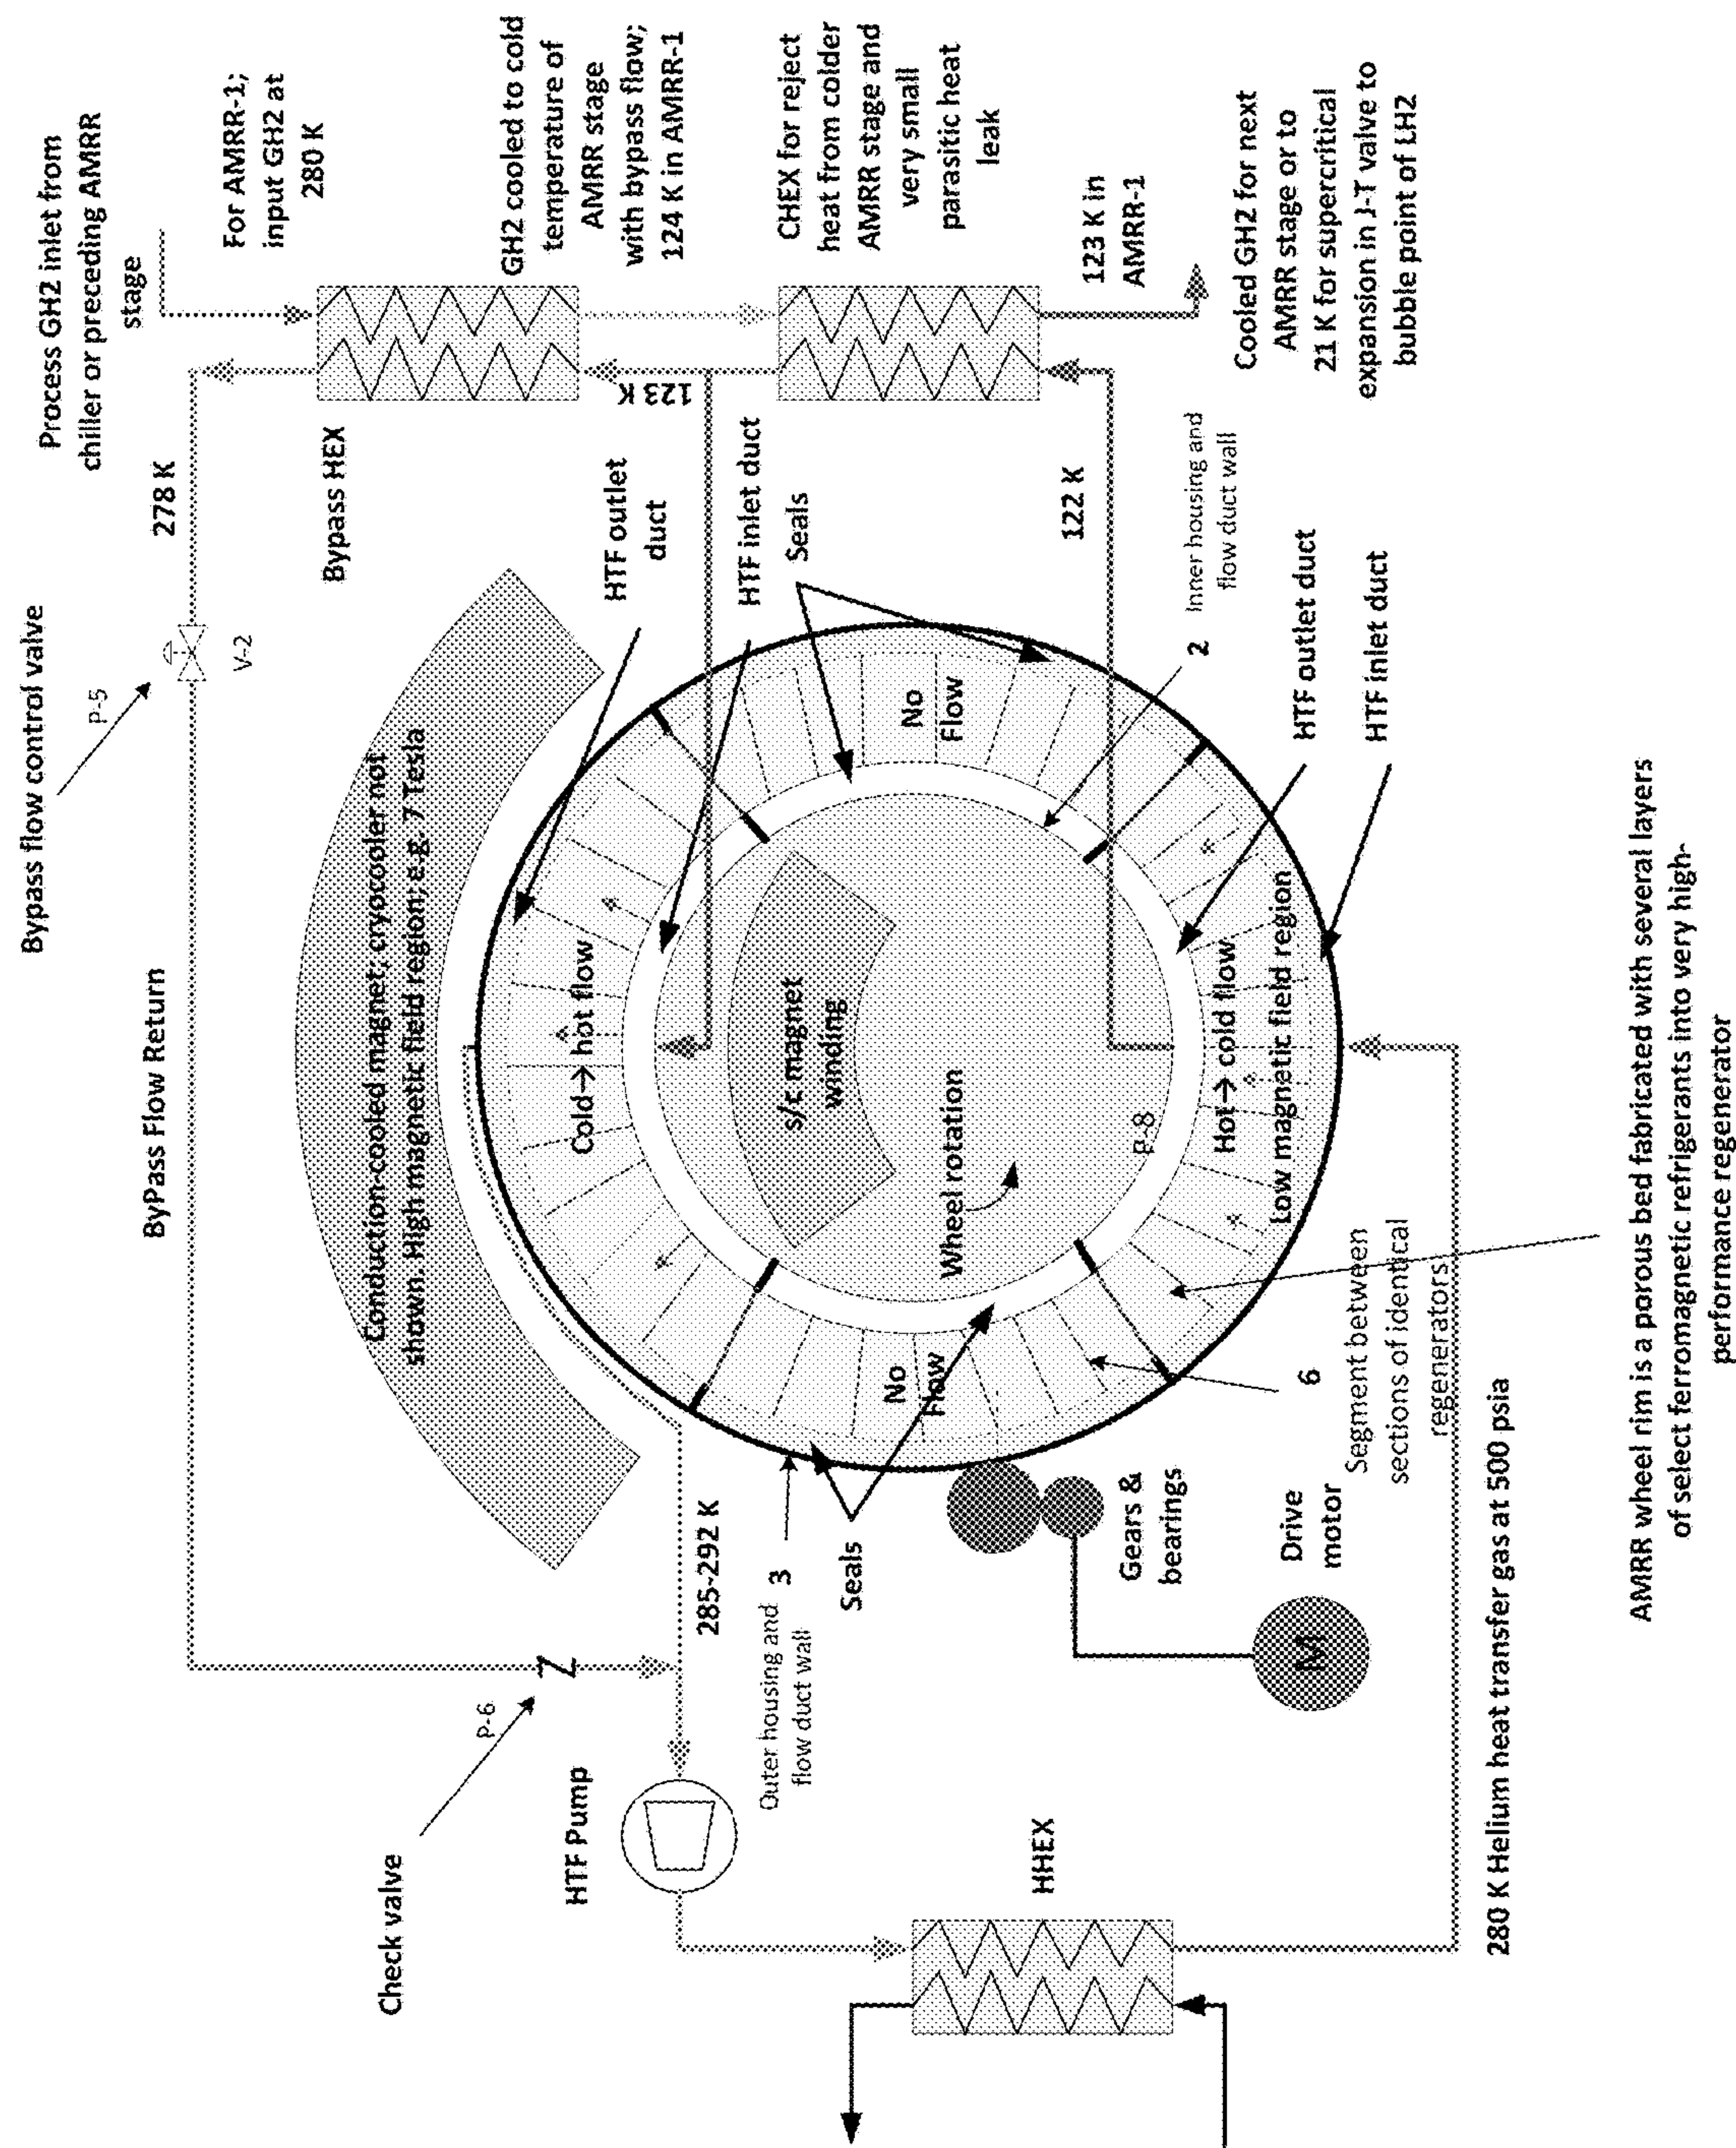 Bypass flow control valve
P-5
ByPass Flow Return
278 K
V-2
Process GH2 inlet from
chiller or preceding AMRR
stage
For AMRR-1;
input GH2 at
280 K
Bypass HEX
GH2 cooled to cold
temperature of
AMRR stage
with bypass flow;
124 K in AMRR-1
123 K
CHEX for reject
heat from colder
AMRR stage and
very small
parasitic heat
leak
123 K in
AMRR-1
Cooled GH2 for next
AMRR stage or to
21 K for supercritical
expansion in J-T valve to
bubble point of LH2
122 K
Conduction-cooled magnet; cryocooler not
shown. High magnetic field region; e.g. 7 Tesla
HTF outlet
duct
HTF inlet duct
Seals
2
Inner housing and
flow duct wall
HTF outlet duct
HTF inlet duct
Cold→ hot flow
No
Flow
s/c magnet
winding
Wheel rotation
P-8
Hot→ cold flow
Low magnetic field region
No
Flow
Check valve
P-6
HTF Pump
285-292 K
Outer housing and
flow duct wall
3
Seals
Gears &
bearings
Drive
motor
M
6
Segment between
sections of identical
regenerators
HHEX
280 K Helium heat transfer gas at 500 psia
AMRR wheel rim is a porous bed fabricated with several layers
of select ferromagnetic refrigerants into very high-
performance regenerator